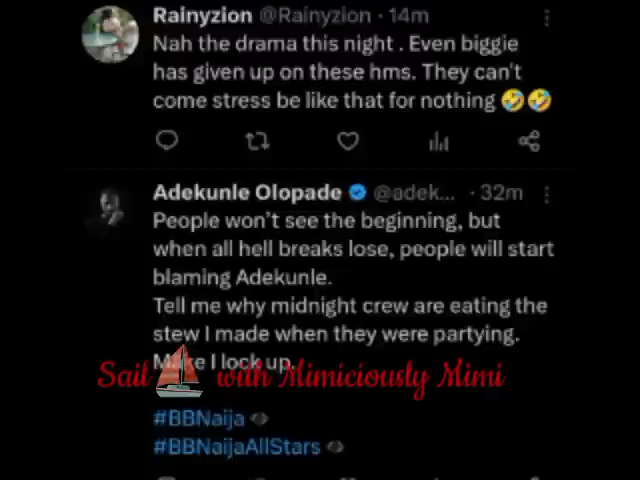 Rainyzion @Rainyzion · 14m
Nah the drama this night . Even biggie
has given up on these hms. They can't
come stress be like that for nothing 🤣🤣
Adekunle Olopade @adek... · 32m
People won't see the beginning, but
when all hell breaks lose, people will start
blaming Adekunle.
Tell me why midnight crew are eating the
stew I made when they were partying.
Make I lock up.
Sail with Mimiciously Mimi
#BBNaija
#BBNaijaAllStars